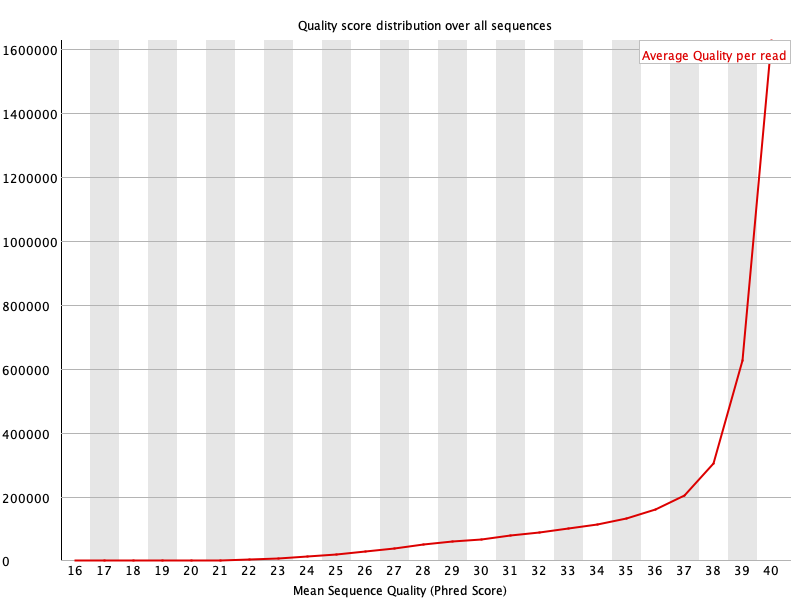 Quality score distribution over all sequences
Average Quality per read
1600000
1400000
1200000
1000000
800000
600000
400000
200000
0
16 17 18 19 20 21 22 23 24 25 26 27 28 29 30 31 32 33 34 35 36 37 38 39 40
Mean Sequence Quality (Phred Score)